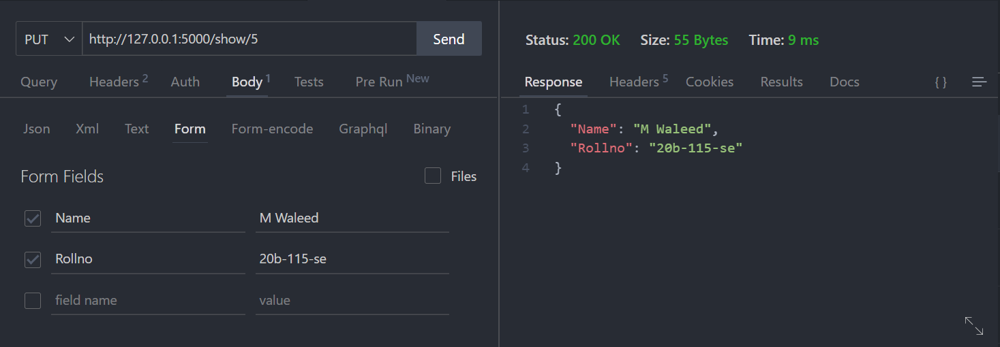 PUT http://127.0.0.1:5000/show/5 Send
Query Headers 2 Auth Body 1 Tests Pre Run New
Json Xml Text Form Form-encode Graphql Binary
Form Fields Files
Name M Waleed
Rollno 20b-115-se
field name value
Status: 200 OK Size: 55 Bytes Time: 9 ms
Response Headers 5 Cookies Results Docs { }
1 {
2 "Name": "M Waleed",
3 "Rollno": "20b-115-se"
4 }